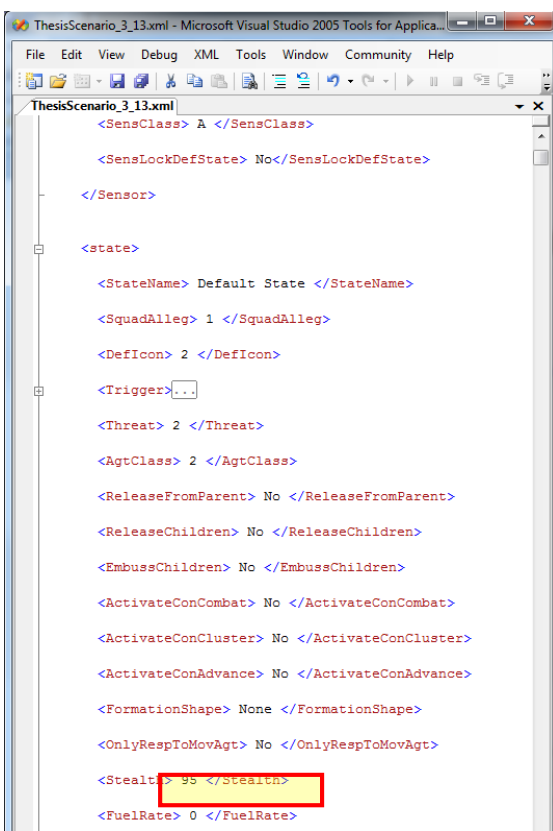 ThesisScenario_3_13.xml - Microsoft Visual Studio 2005 Tools for Applica...
File Edit View Debug XML Tools Window Community Help
ThesisScenario_3_13.xml
<SensClass> A </SensClass>
<SensLockDefState> No</SensLockDefState>
</Sensor>
<state>
<StateName> Default State </StateName>
<SquadAlleg> 1 </SquadAlleg>
<DefIcon> 2 </DefIcon>
<Trigger>...
<Threat> 2 </Threat>
<AgtClass> 2 </AgtClass>
<ReleaseFromParent> No </ReleaseFromParent>
<ReleaseChildren> No </ReleaseChildren>
<EmbussChildren> No </EmbussChildren>
<ActivateConCombat> No </ActivateConCombat>
<ActivateConCluster> No </ActivateConCluster>
<ActivateConAdvance> No </ActivateConAdvance>
<FormationShape> None </FormationShape>
<OnlyRespToMovAgt> No </OnlyRespToMovAgt>
<Stealth> 95 </Stealth>
<FuelRate> 0 </FuelRate>